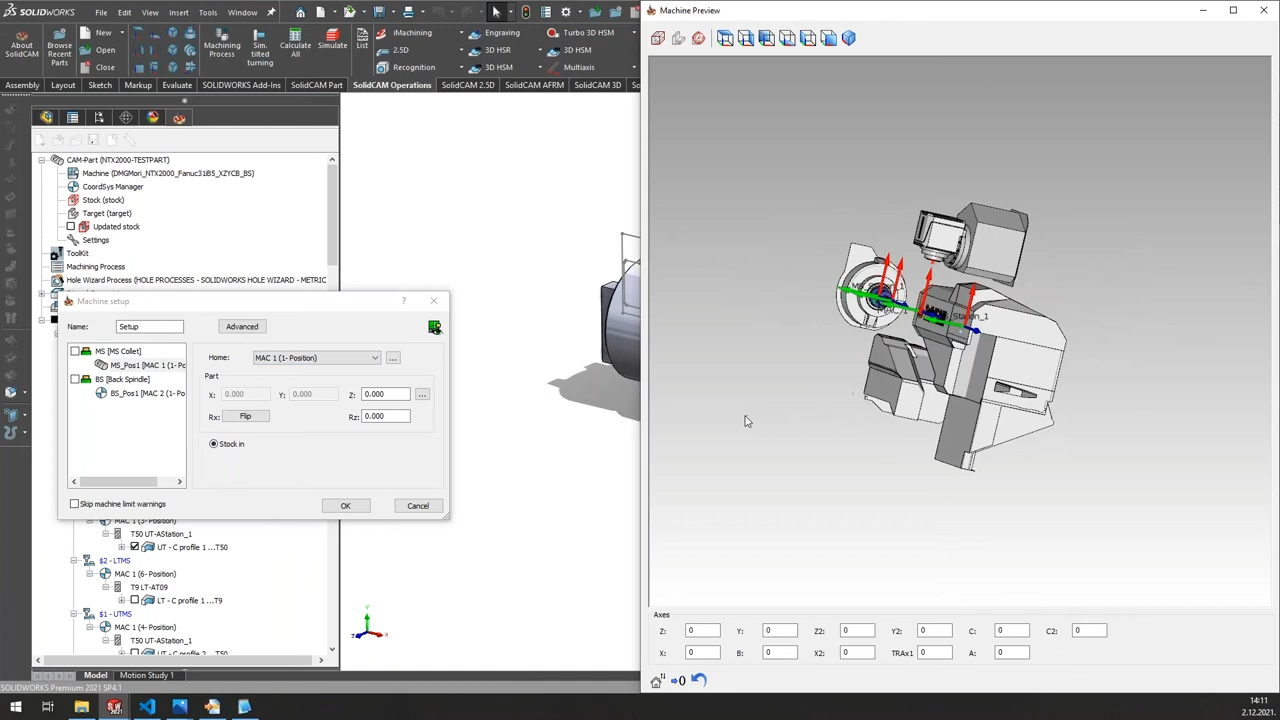 SOLIDWORKS File Edit View Insert Tools Window
Machine Preview
About SolidCAM
Browse Recent Parts
New
Open
Close
Machining Process
Sim. tilted turning
Calculate All
Simulate
List
iMachining
2.5D
Recognition
Engraving
3D HSR
3D HSM
Turbo 3D HSM
3D HSM
Multiaxis
Assembly Layout Sketch Markup Evaluate SOLIDWORKS Add-Ins SolidCAM Part SolidCAM Operations SolidCAM 2.5D SolidCAM AFRM SolidCAM 3D
CAM-Part (NTX2000-TESTPART)
Machine (DMGMori_NTX2000_Fanuc31iB5_XZYCB_BS)
CoordSys Manager
Stock (stock)
Target (target)
Updated stock
Settings
ToolKit
Machining Process
Hole Wizard Process (HOLE PROCESSES - SOLIDWORKS HOLE WIZARD - METRIC
Machine setup ?
Name: Setup Advanced
MS [MS Collet]
MS_Pos1 [MAC 1 (1- Pc
BS [Back Spindle]
BS_Pos1 [MAC 2 (1- Po
Home: MAC 1 (1- Position) ...
Part
X: 0.000 Y: 0.000 Z: 0.000 ...
Rx: Flip Rz: 0.000
Stock in
Skip machine limit warnings
OK Cancel
MAC 1 (3- Position)
T50 UT-AStation_1
UT - C profile 1 ...T50
$2 - LTMS
MAC 1 (6- Position)
T9 LT-AT09
LT - C profile 1 ...T9
$1 - UTMS
MAC 1 (4- Position)
T50 UT-AStation_1
MAC 1
Station_1
Y
X
Z
Axes
Z: 0 Y: 0 Z2: 0 Y2: 0 C: 0 C2: 0
X: 0 B: 0 X2: 0 TRAx1 0 A: 0
Model Motion Study 1
SOLIDWORKS Premium 2021 SP4.1
14:11
2.12.2021.